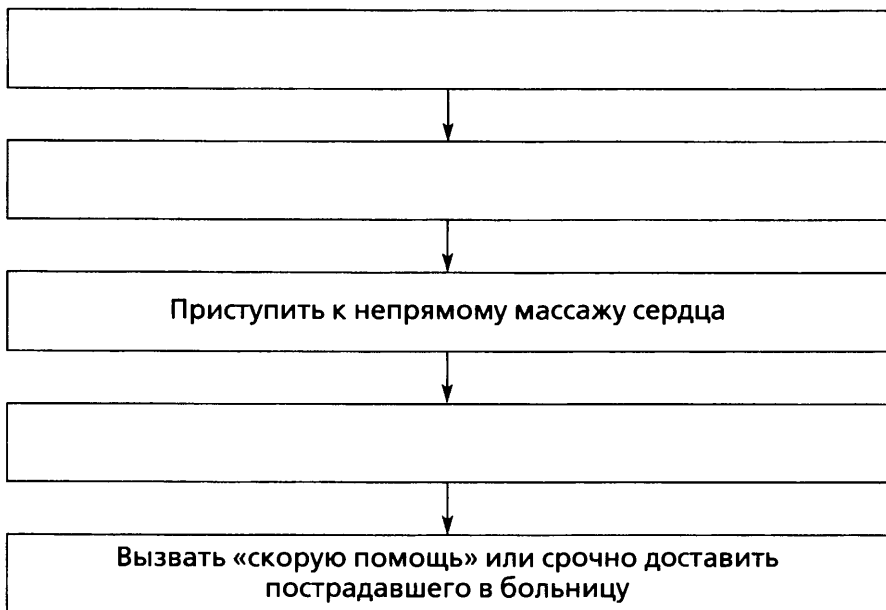 Приступить к непрямому массажу сердца
Вызвать «скорую помощь» или срочно доставить
пострадавшего в больницу